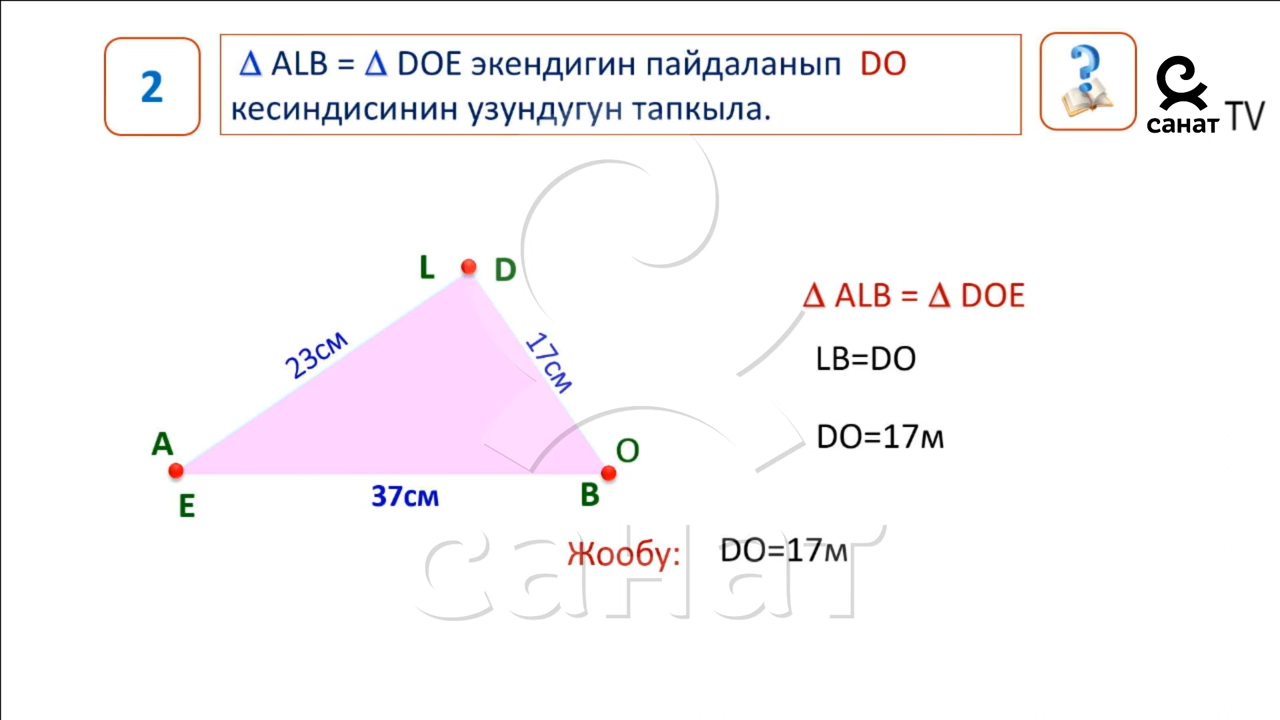 2
Δ ALB = Δ DOE экендигин пайдаланып DO
кесиндисинин узундугун тапкыла.
санат TV
L D
23см
17см
Δ ALB = Δ DOE
LB=DO
DO=17м
A
O
E
37см
B
Жообу: DO=17м
санат